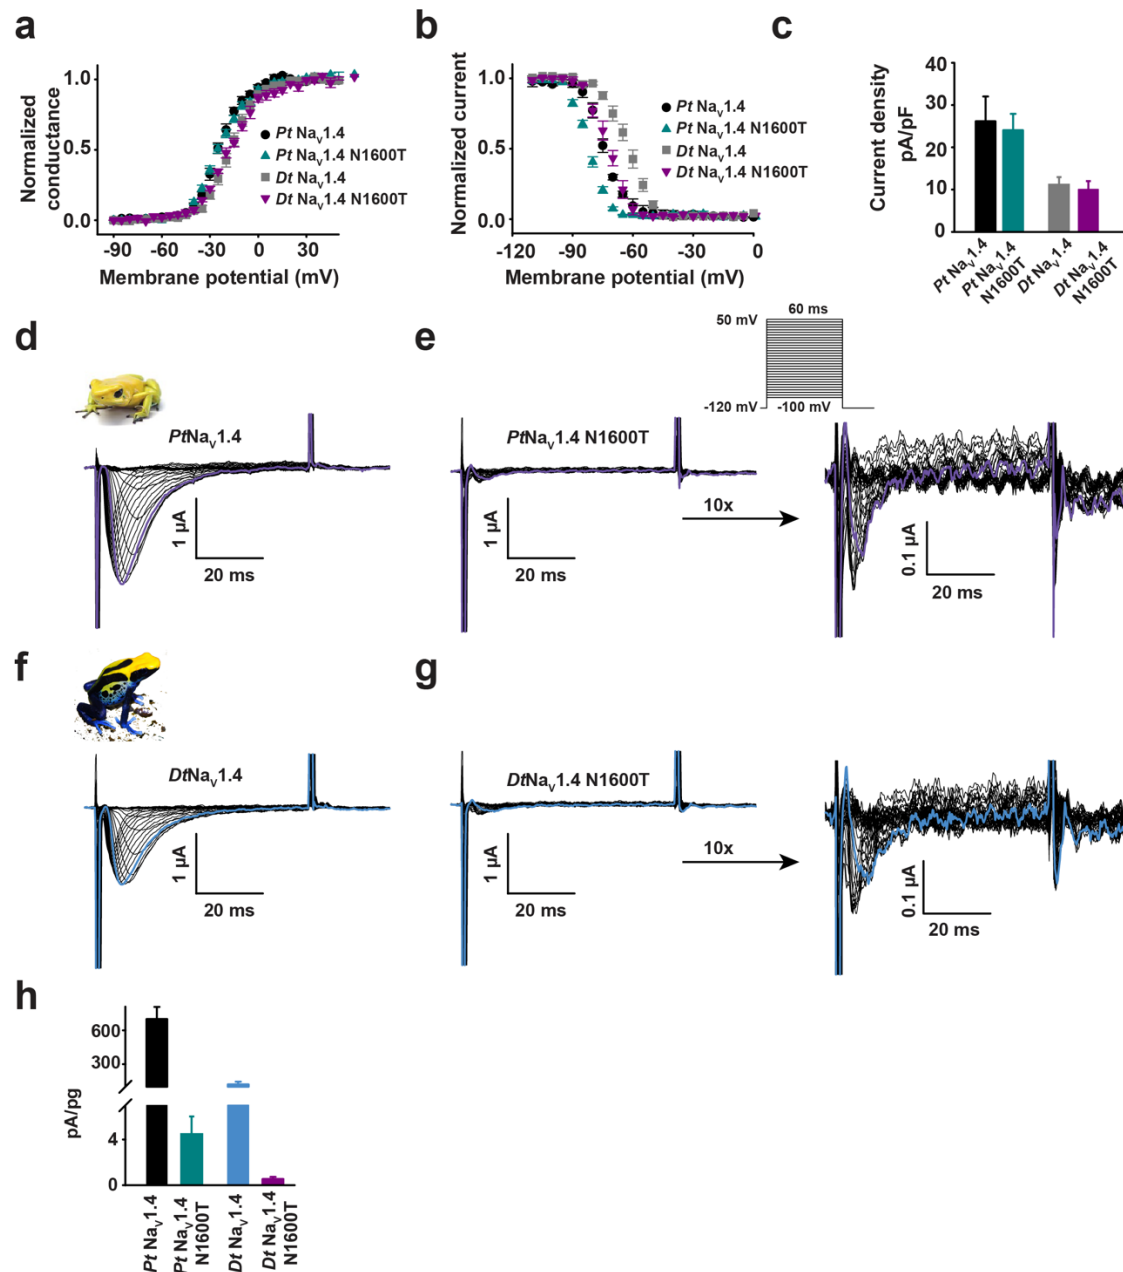 a
Normalized
conductance
1.0
0.5
0.0
-90
-60
-30
0
30
Membrane potential (mV)
Pt NaV1.4
Pt NaV1.4 N1600T
Dt NaV1.4
Dt NaV1.4 N1600T
b
Normalized current
1.0
0.5
0.0
-120
-90
-60
-30
0
Membrane potential (mV)
Pt NaV1.4
Pt NaV1.4 N1600T
Dt NaV1.4
Dt NaV1.4 N1600T
c
Current density
pA/pF
40
30
20
10
0
Pt NaV1.4
Pt NaV1.4
N1600T
Dt NaV1.4
Dt NaV1.4
N1600T
d
PtNaV1.4
1 µA
20 ms
e
PtNaV1.4 N1600T
1 µA
20 ms
10x
60 ms
50 mV
-120 mV
-100 mV
0.1 µA
20 ms
f
DtNaV1.4
1 µA
20 ms
g
DtNaV1.4 N1600T
1 µA
20 ms
10x
0.1 µA
20 ms
h
pA/pg
600
300
4
0
Pt NaV1.4
Pt NaV1.4
N1600T
Dt NaV1.4
Dt NaV1.4
N1600T